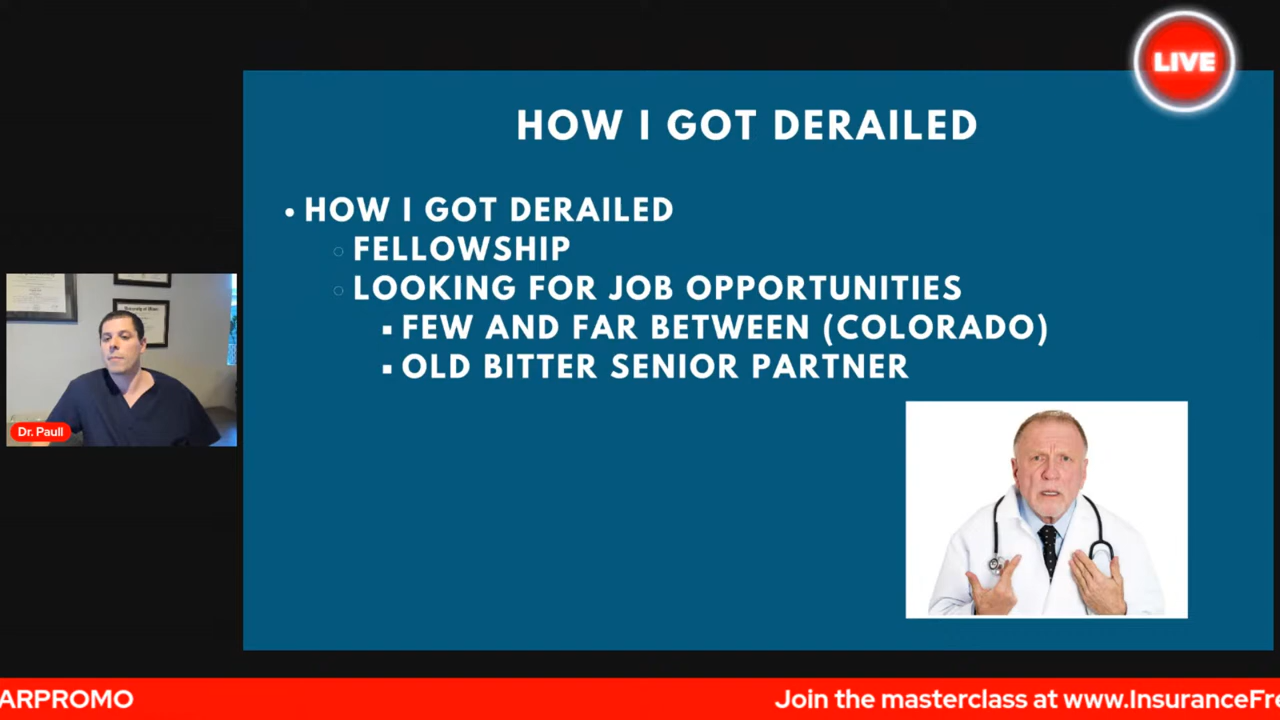 LIVE
HOW I GOT DERAILED
• HOW I GOT DERAILED
○ FELLOWSHIP
○ LOOKING FOR JOB OPPORTUNITIES
▪ FEW AND FAR BETWEEN (COLORADO)
▪ OLD BITTER SENIOR PARTNER
Dr. Paull
ARPROMO
Join the masterclass at www.InsuranceFre